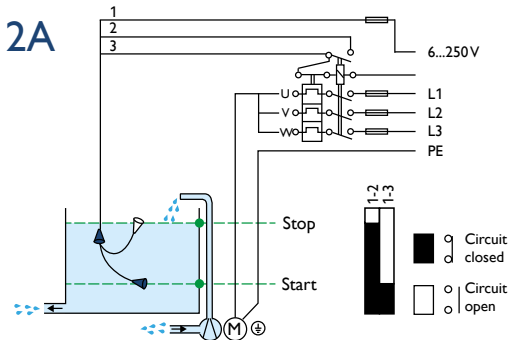 2A
1
2
3
6...250 V
U
L1
V
L2
W
L3
PE
1-2
1-3
Stop
Circuit
closed
Start
Circuit
open
M